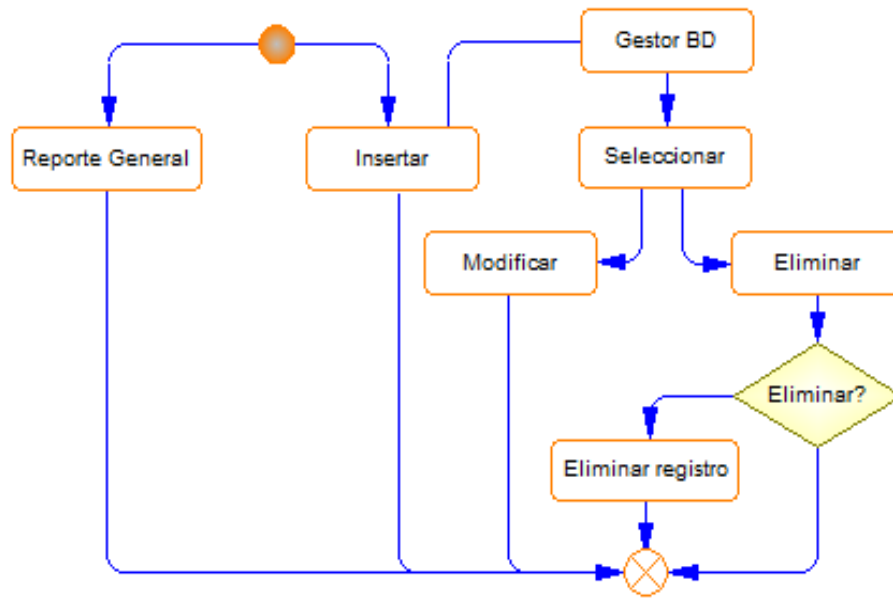 Gestor BD
Reporte General
Insertar
Seleccionar
Modificar
Eliminar
Eliminar?
Eliminar registro